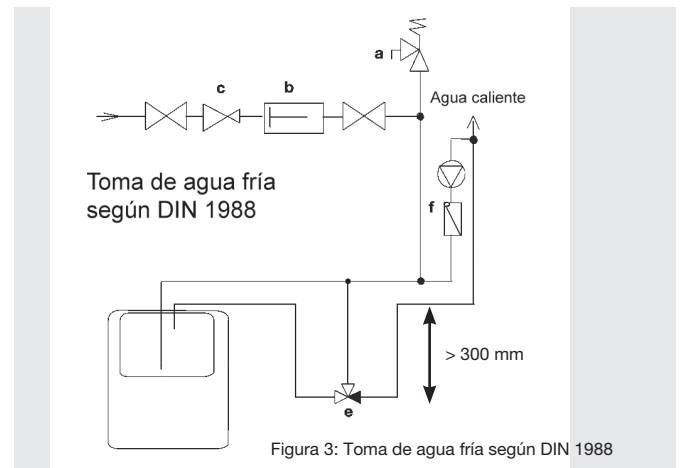 a
c
b
Agua caliente
Toma de agua fría
según DIN 1988
f
> 300 mm
e
Figura 3: Toma de agua fría según DIN 1988